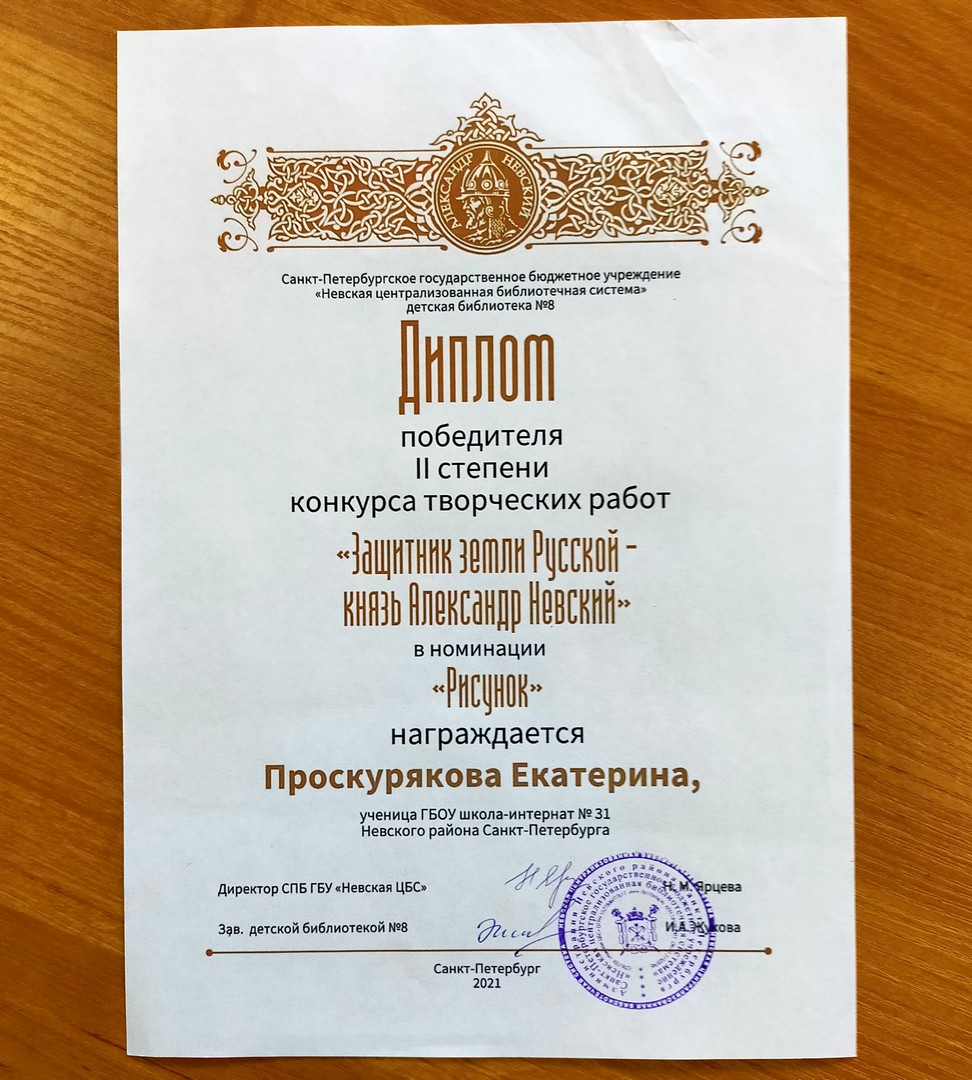 АЛЕКСАНДР НЕВСКИЙ
Санкт-Петербургское государственное бюджетное учреждение
«Невская централизованная библиотечная система»
детская библиотека №8
Диплом
победителя
II степени
конкурса творческих работ
«Защитник земли Русской –
князь Александр Невский»
в номинации
«Рисунок»
награждается
Проскурякова Екатерина,
ученица ГБОУ школа-интернат № 31
Невского района Санкт-Петербурга
Директор СПБ ГБУ «Невская ЦБС» Н. М. Ярцева
Зав. детской библиотекой №8 И.А.Жукова
Санкт-Петербург
2021